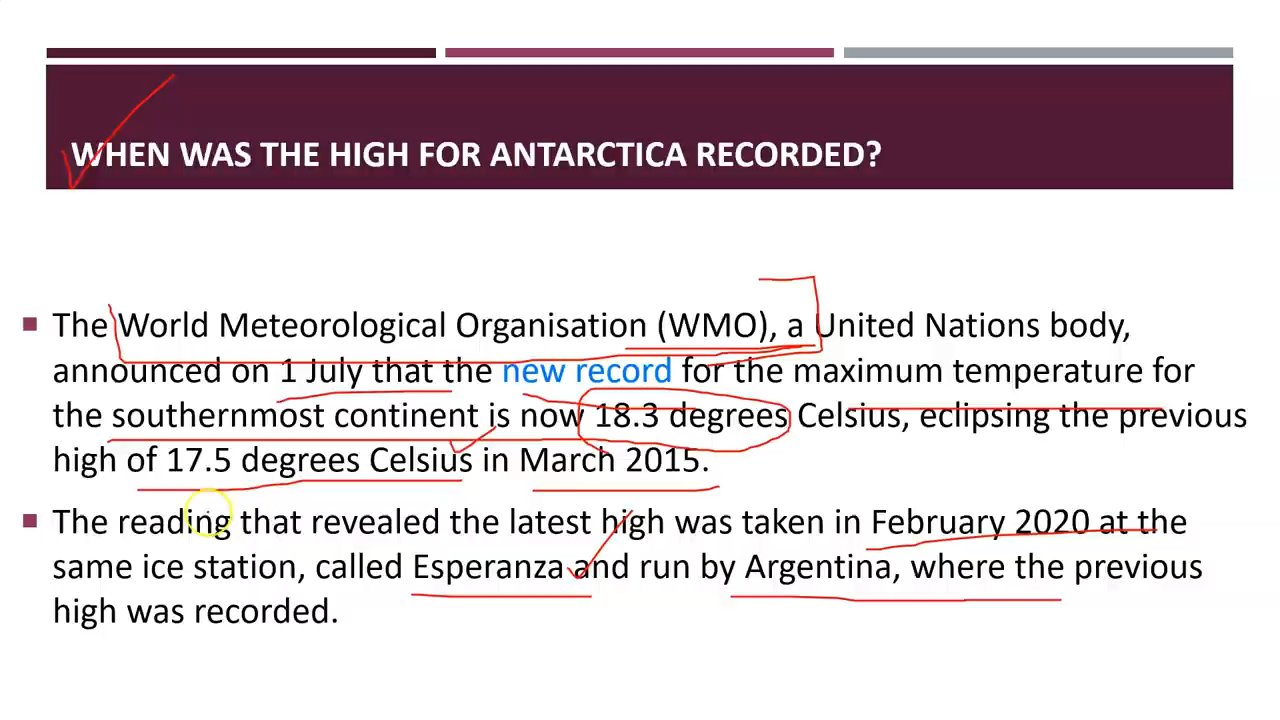 WHEN WAS THE HIGH FOR ANTARCTICA RECORDED?
The World Meteorological Organisation (WMO), a United Nations body,
announced on 1 July that the new record for the maximum temperature for
the southernmost continent is now 18.3 degrees Celsius, eclipsing the previous
high of 17.5 degrees Celsius in March 2015.
The reading that revealed the latest high was taken in February 2020 at the
same ice station, called Esperanza and run by Argentina, where the previous
high was recorded.